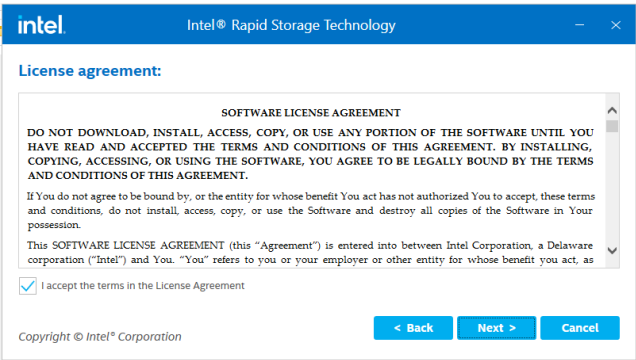 intel.
Intel® Rapid Storage Technology
License agreement:
SOFTWARE LICENSE AGREEMENT
DO NOT DOWNLOAD, INSTALL, ACCESS, COPY, OR USE ANY PORTION OF THE SOFTWARE UNTIL YOU
HAVE READ AND ACCEPTED THE TERMS AND CONDITIONS OF THIS AGREEMENT. BY INSTALLING,
COPYING, ACCESSING, OR USING THE SOFTWARE, YOU AGREE TO BE LEGALLY BOUND BY THE TERMS
AND CONDITIONS OF THIS AGREEMENT.
If You do not agree to be bound by, or the entity for whose benefit You act has not authorized You to accept, these terms
and conditions, do not install, access, copy, or use the Software and destroy all copies of the Software in Your
possession.
This SOFTWARE LICENSE AGREEMENT (this “Agreement”) is entered into between Intel Corporation, a Delaware
corporation (“Intel”) and You. “You” refers to you or your employer or other entity for whose benefit you act, as
I accept the terms in the License Agreement
< Back
Next >
Cancel
Copyright © Intel® Corporation